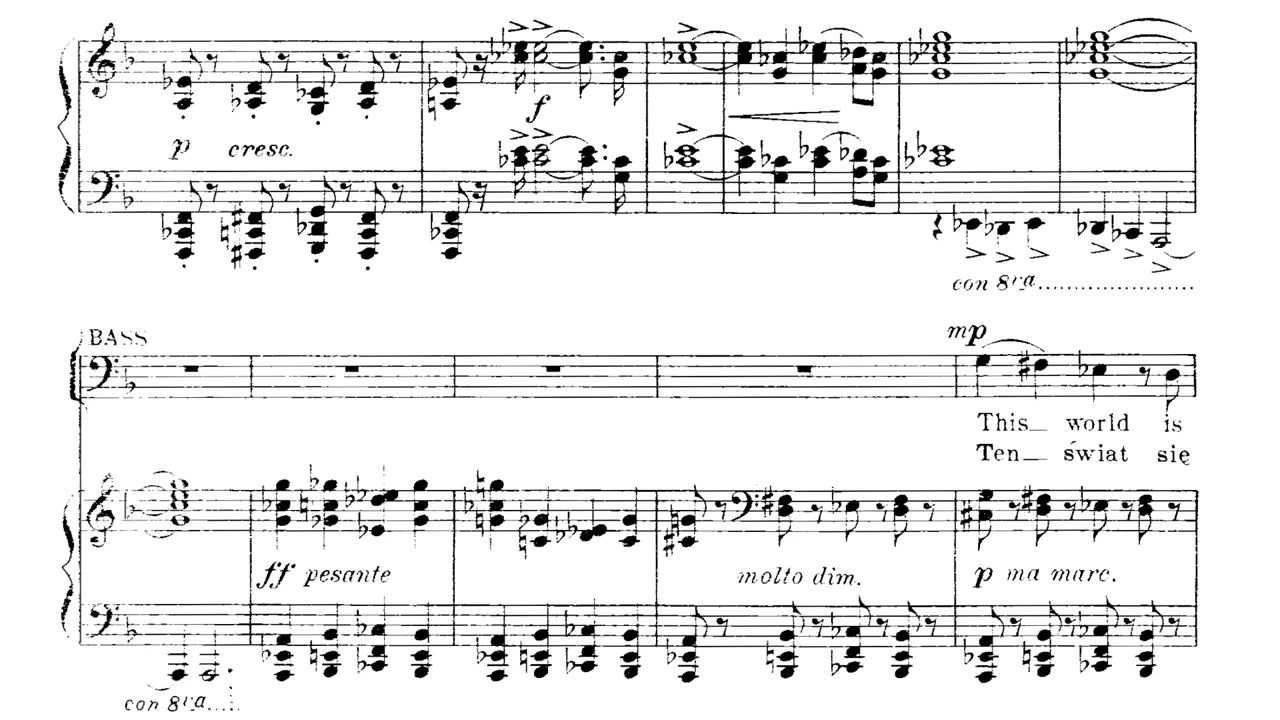 f
p cresc.
con 8va
BASS
mp
This world is
Ten świat się
ff pesante molto dim. p ma marc.
con 8va